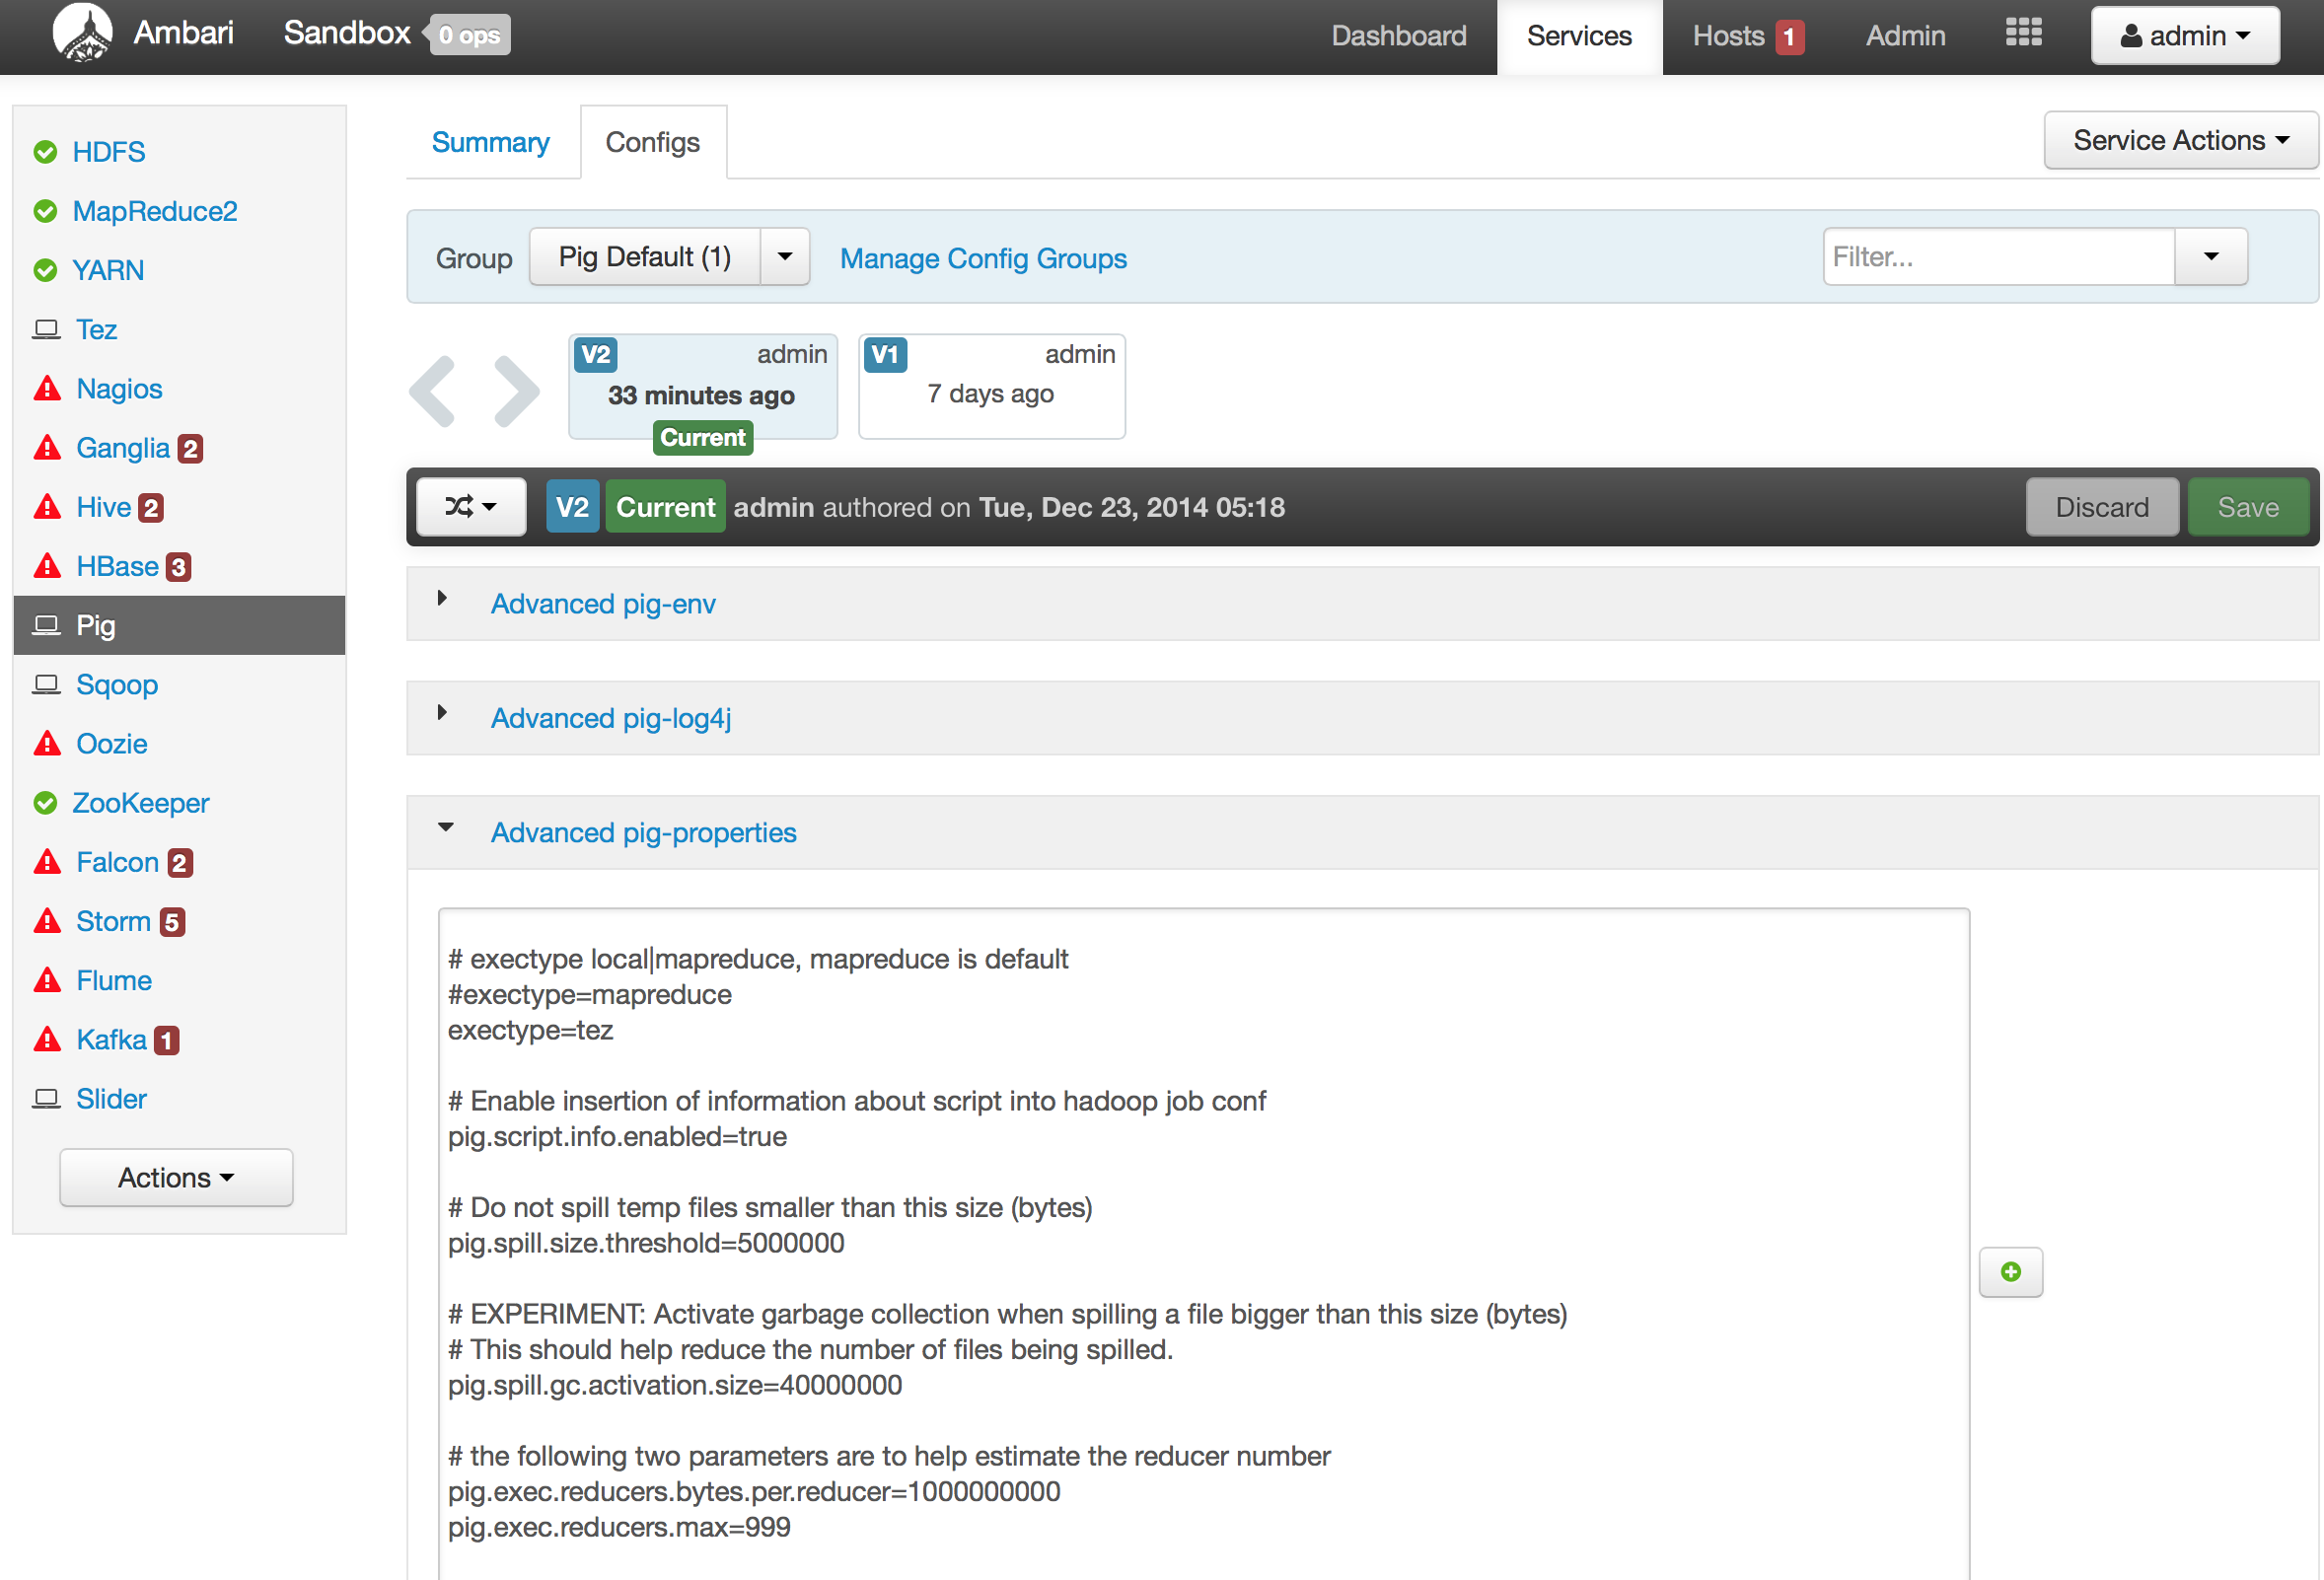 Ambari Sandbox 0 ops Dashboard Services Hosts 1 Admin admin
HDFS
MapReduce2
YARN
Tez
Nagios
Ganglia 2
Hive 2
HBase 3
Pig
Sqoop
Oozie
ZooKeeper
Falcon 2
Storm 5
Flume
Kafka 1
Slider
Actions
Summary Configs Service Actions
Group Pig Default (1) Manage Config Groups Filter...
V2 admin
33 minutes ago
Current
V1 admin
7 days ago
V2 Current admin authored on Tue, Dec 23, 2014 05:18 Discard Save
Advanced pig-env
Advanced pig-log4j
Advanced pig-properties
# exectype local|mapreduce, mapreduce is default
#exectype=mapreduce
exectype=tez
# Enable insertion of information about script into hadoop job conf
pig.script.info.enabled=true
# Do not spill temp files smaller than this size (bytes)
pig.spill.size.threshold=5000000
# EXPERIMENT: Activate garbage collection when spilling a file bigger than this size (bytes)
# This should help reduce the number of files being spilled.
pig.spill.gc.activation.size=40000000
# the following two parameters are to help estimate the reducer number
pig.exec.reducers.bytes.per.reducer=1000000000
pig.exec.reducers.max=999